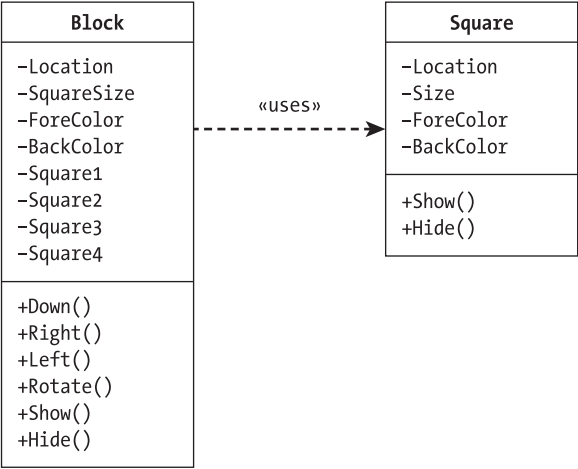 Block
–Location
–SquareSize
–ForeColor
–BackColor
–Square1
–Square2
–Square3
–Square4
+Down()
+Right()
+Left()
+Rotate()
+Show()
+Hide()
«uses»
Square
–Location
–Size
–ForeColor
–BackColor
+Show()
+Hide()